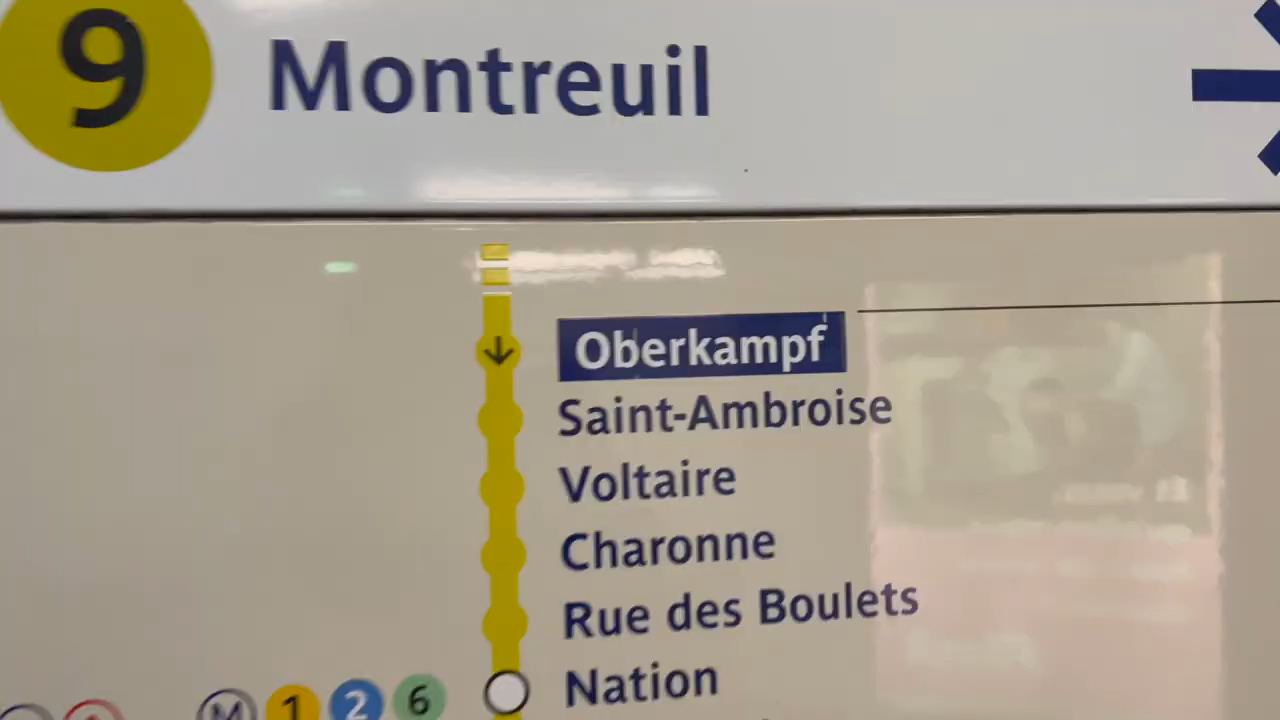 9 Montreuil
Oberkampf
Saint-Ambroise
Voltaire
Charonne
Rue des Boulets
M 1 2 6 Nation